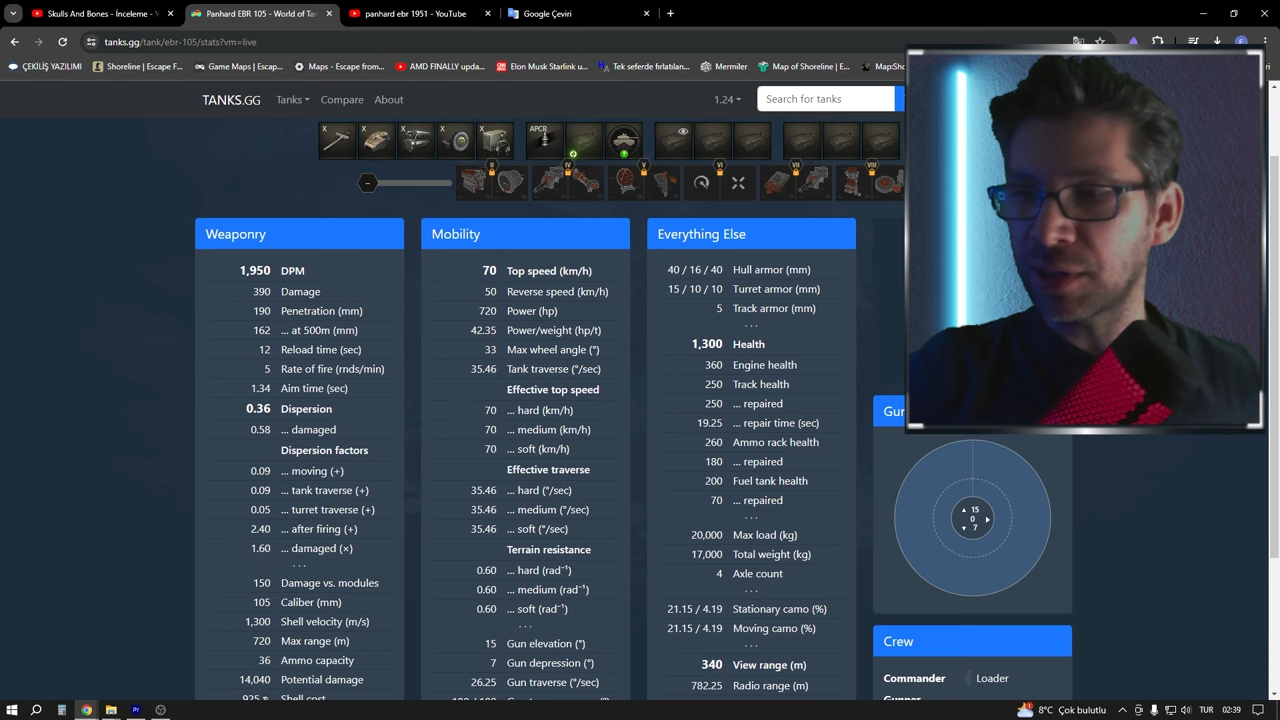 Skulls And Bones - İnceleme - Y
Panhard EBR 105 - World of Tan
panhard ebr 1951 - YouTube
Google Çeviri
tanks.gg/tank/ebr-105/stats?vm=live
ÇEKİLİŞ YAZILIMI
Shoreline | Escape F...
Game Maps | Escap...
Maps - Escape from...
AMD FINALLY upda...
Elon Musk Starlink u...
Tek seferde fırlatılan...
Mermiler
Map of Shoreline | E...
Map:Sho
TANKS.GG
Tanks
Compare
About
1.24
Search for tanks
X
X
X
X
X
APCR
II
IV
V
VI
VII
VIII
Weaponry
1,950 DPM
390 Damage
190 Penetration (mm)
162 ... at 500m (mm)
12 Reload time (sec)
5 Rate of fire (rnds/min)
1.34 Aim time (sec)
0.36 Dispersion
0.58 ... damaged
Dispersion factors
0.09 ... moving (+)
0.09 ... tank traverse (+)
0.05 ... turret traverse (+)
2.40 ... after firing (+)
1.60 ... damaged (×)
...
150 Damage vs. modules
105 Caliber (mm)
1,300 Shell velocity (m/s)
720 Max range (m)
36 Ammo capacity
14,040 Potential damage
925 Shell cost
Mobility
70 Top speed (km/h)
50 Reverse speed (km/h)
720 Power (hp)
42.35 Power/weight (hp/t)
33 Max wheel angle (°)
35.46 Tank traverse (°/sec)
Effective top speed
70 ... hard (km/h)
70 ... medium (km/h)
70 ... soft (km/h)
Effective traverse
35.46 ... hard (°/sec)
35.46 ... medium (°/sec)
35.46 ... soft (°/sec)
Terrain resistance
0.60 ... hard (rad⁻¹)
0.60 ... medium (rad⁻¹)
0.60 ... soft (rad⁻¹)
...
15 Gun elevation (°)
7 Gun depression (°)
26.25 Gun traverse (°/sec)
Everything Else
40 / 16 / 40 Hull armor (mm)
15 / 10 / 10 Turret armor (mm)
5 Track armor (mm)
...
1,300 Health
360 Engine health
250 Track health
250 ... repaired
19.25 ... repair time (sec)
260 Ammo rack health
180 ... repaired
200 Fuel tank health
70 ... repaired
...
20,000 Max load (kg)
17,000 Total weight (kg)
4 Axle count
...
21.15 / 4.19 Stationary camo (%)
21.15 / 4.19 Moving camo (%)
...
340 View range (m)
782.25 Radio range (m)
Gun
15
0
7
Crew
Commander Loader
Gunner
8°C Çok bulutlu
TUR
02:39